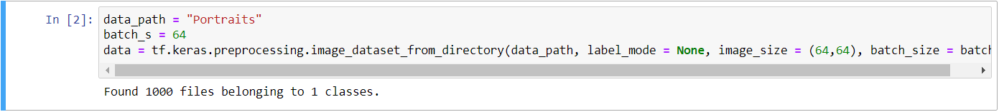 In [2]:
data_path = "Portraits"
batch_s = 64
data = tf.keras.preprocessing.image_dataset_from_directory(data_path, label_mode = None, image_size = (64,64), batch_size = batch
Found 1000 files belonging to 1 classes.